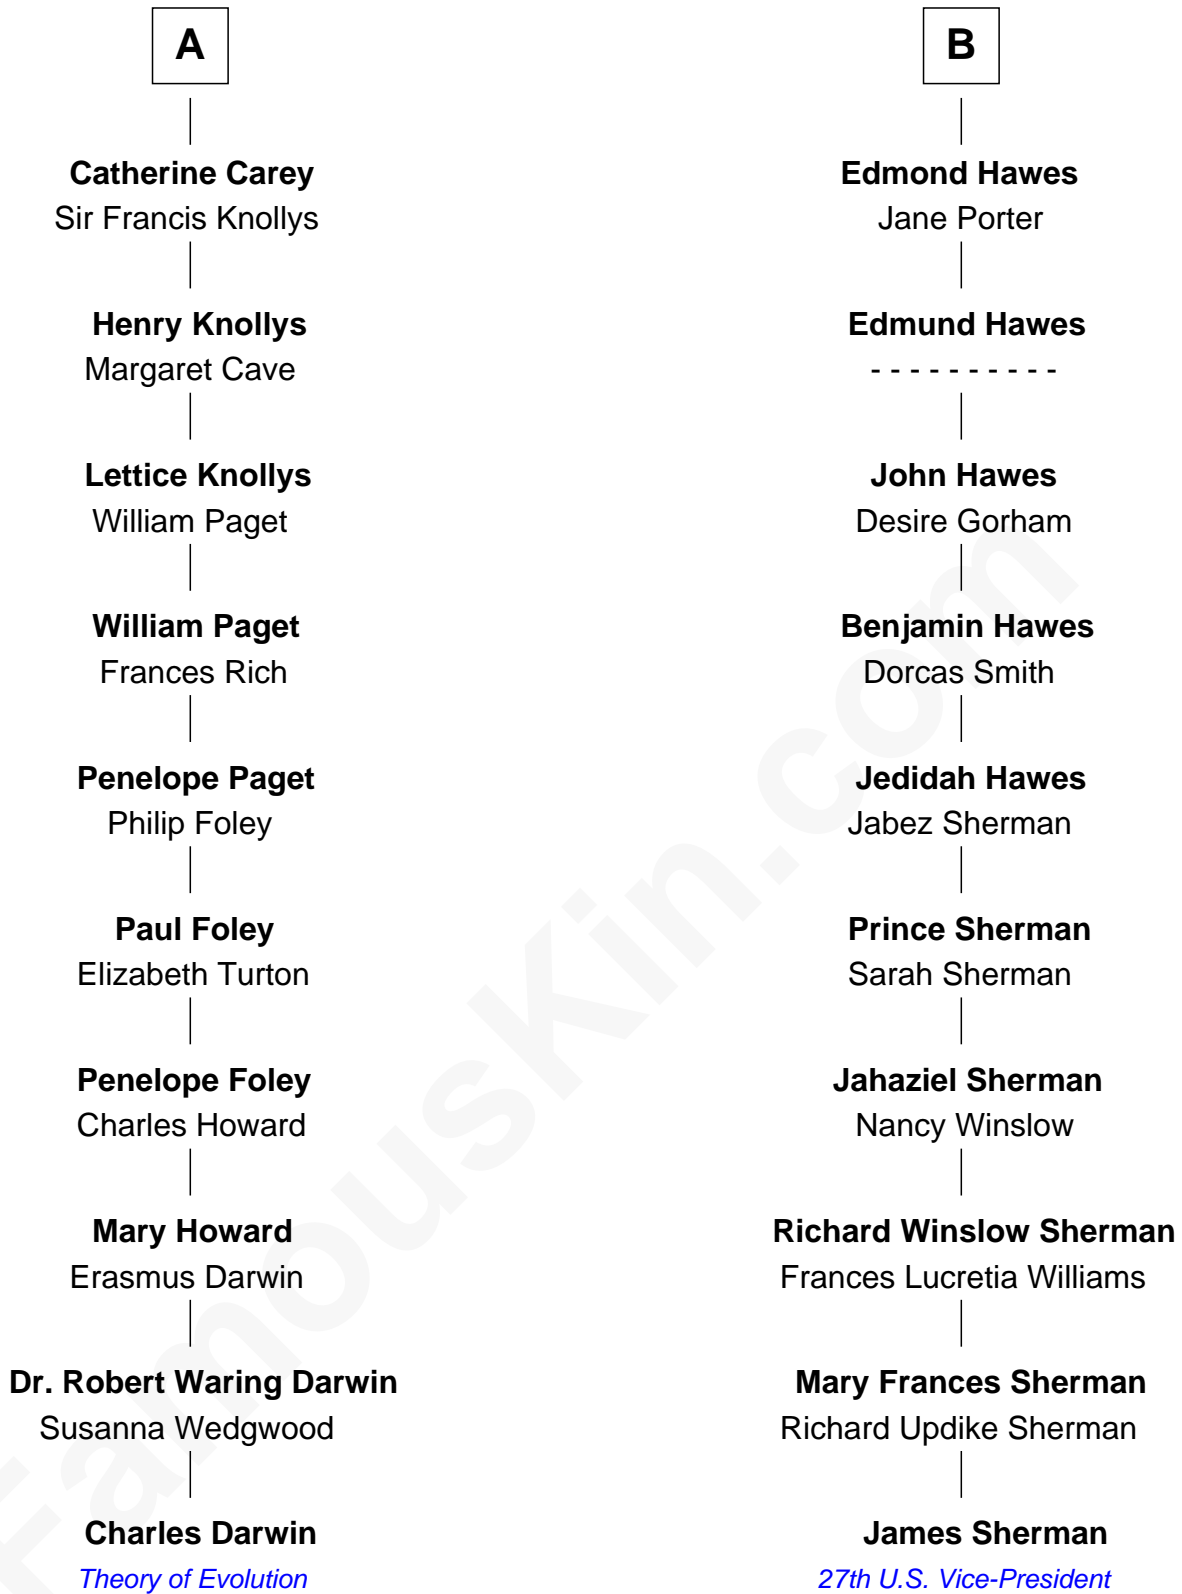 A
Catherine Carey
Sir Francis Knollys
Henry Knollys
Margaret Cave
Lettice Knollys
William Paget
William Paget
Frances Rich
Penelope Paget
Philip Foley
Paul Foley
Elizabeth Turton
Penelope Foley
Charles Howard
Mary Howard
Erasmus Darwin
Dr. Robert Waring Darwin
Susanna Wedgwood
Charles Darwin
Theory of Evolution
B
Edmond Hawes
Jane Porter
Edmund Hawes
- - - - - - - - - -
John Hawes
Desire Gorham
Benjamin Hawes
Dorcas Smith
Jedidah Hawes
Jabez Sherman
Prince Sherman
Sarah Sherman
Jahaziel Sherman
Nancy Winslow
Richard Winslow Sherman
Frances Lucretia Williams
Mary Frances Sherman
Richard Updike Sherman
James Sherman
27th U.S. Vice-President
FamousKin.com